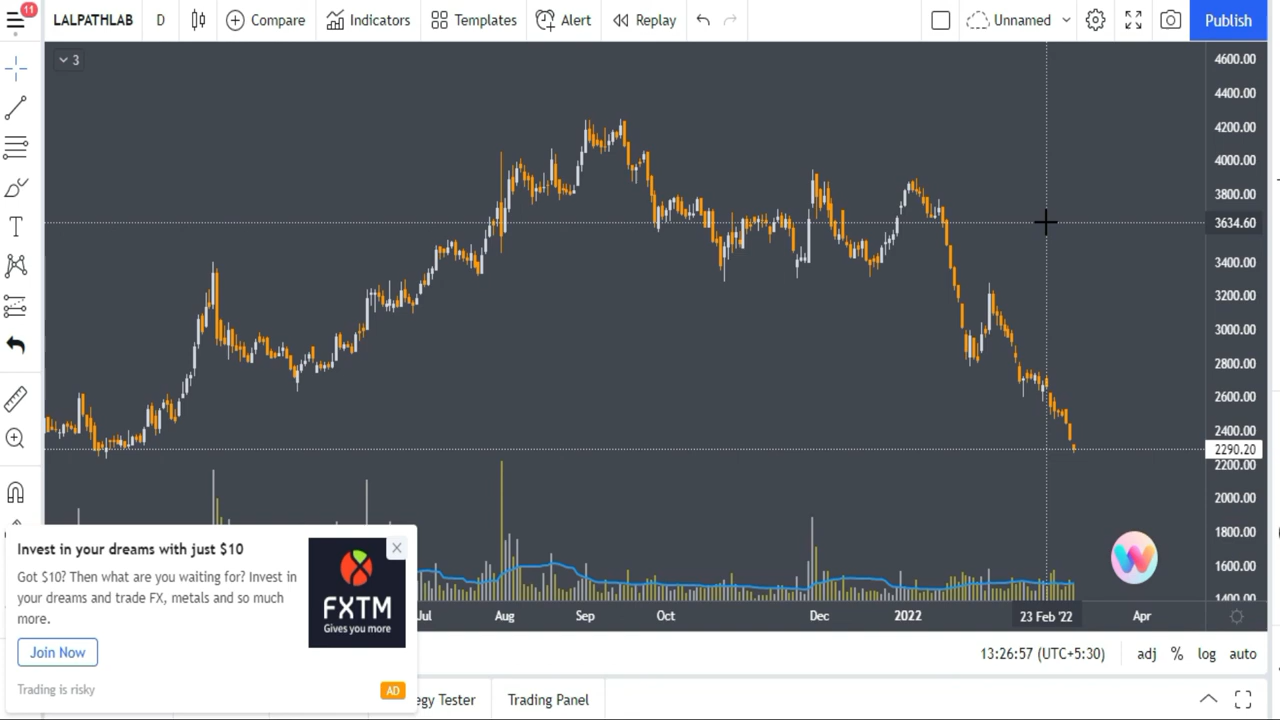 11
LALPATHLAB D Compare Indicators Templates Alert Replay Unnamed Publish
3
4600.00
4400.00
4200.00
4000.00
3800.00
3634.60
3400.00
3200.00
3000.00
2800.00
2600.00
2400.00
2290.20
2200.00
2000.00
1800.00
1600.00
1400.00
Invest in your dreams with just $10
Got $10? Then what are you waiting for? Invest in
your dreams and trade FX, metals and so much
more.
Join Now
Trading is risky
AD
FXTM
Gives you more
Jul Aug Sep Oct Dec 2022 23 Feb '22 Apr
13:26:57 (UTC+5:30) adj % log auto
egy Tester Trading Panel